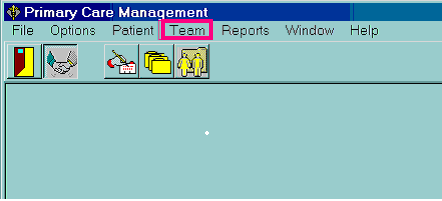 Primary Care Management
File Options Patient Team Reports Window Help